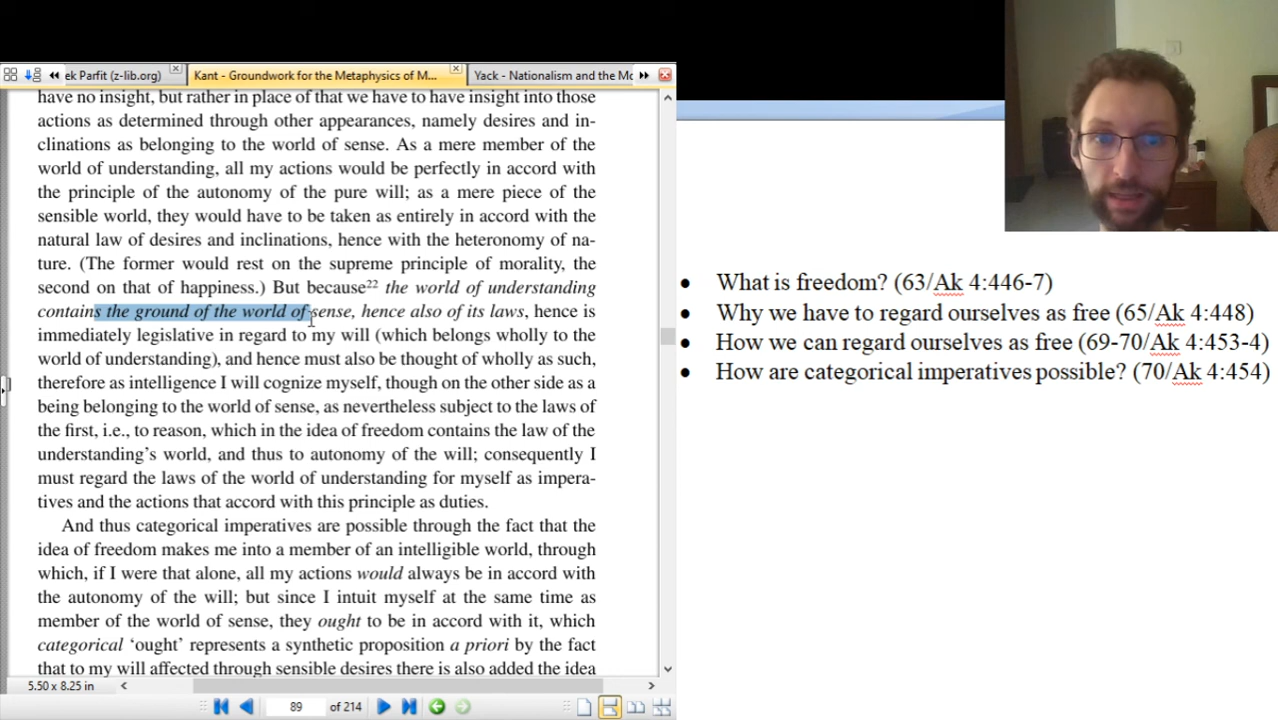 ek Parfit (z-lib.org)
Kant - Groundwork for the Metaphysics of M...
Yack - Nationalism and the Mo
have no insight, but rather in place of that we have to have insight into those
actions as determined through other appearances, namely desires and in-
clinations as belonging to the world of sense. As a mere member of the
world of understanding, all my actions would be perfectly in accord with
the principle of the autonomy of the pure will; as a mere piece of the
sensible world, they would have to be taken as entirely in accord with the
natural law of desires and inclinations, hence with the heteronomy of na-
ture. (The former would rest on the supreme principle of morality, the
second on that of happiness.) But because²² the world of understanding
contains the ground of the world of sense, hence also of its laws, hence is
immediately legislative in regard to my will (which belongs wholly to the
world of understanding), and hence must also be thought of wholly as such,
therefore as intelligence I will cognize myself, though on the other side as a
being belonging to the world of sense, as nevertheless subject to the laws of
the first, i.e., to reason, which in the idea of freedom contains the law of the
understanding's world, and thus to autonomy of the will; consequently I
must regard the laws of the world of understanding for myself as impera-
tives and the actions that accord with this principle as duties.
And thus categorical imperatives are possible through the fact that the
idea of freedom makes me into a member of an intelligible world, through
which, if I were that alone, all my actions would always be in accord with
the autonomy of the will; but since I intuit myself at the same time as
member of the world of sense, they ought to be in accord with it, which
categorical 'ought' represents a synthetic proposition a priori by the fact
that to my will affected through sensible desires there is also added the idea
5.50 x 8.25 in
89
of 214
• What is freedom? (63/Ak 4:446-7)
• Why we have to regard ourselves as free (65/Ak 4:448)
• How we can regard ourselves as free (69-70/Ak 4:453-4)
• How are categorical imperatives possible? (70/Ak 4:454)